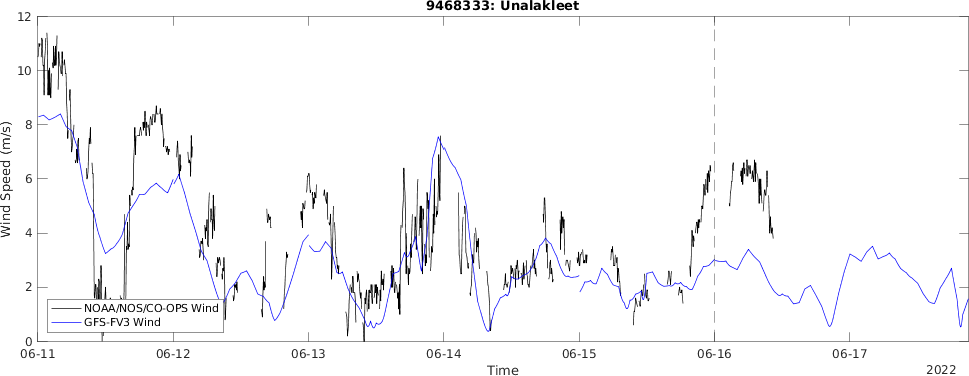 9468333: Unalakleet
Wind Speed (m/s)
12
10
8
6
4
2
0
NOAA/NOS/CO-OPS Wind
GFS-FV3 Wind
06-11 06-12 06-13 06-14 06-15 06-16 06-17
Time
2022